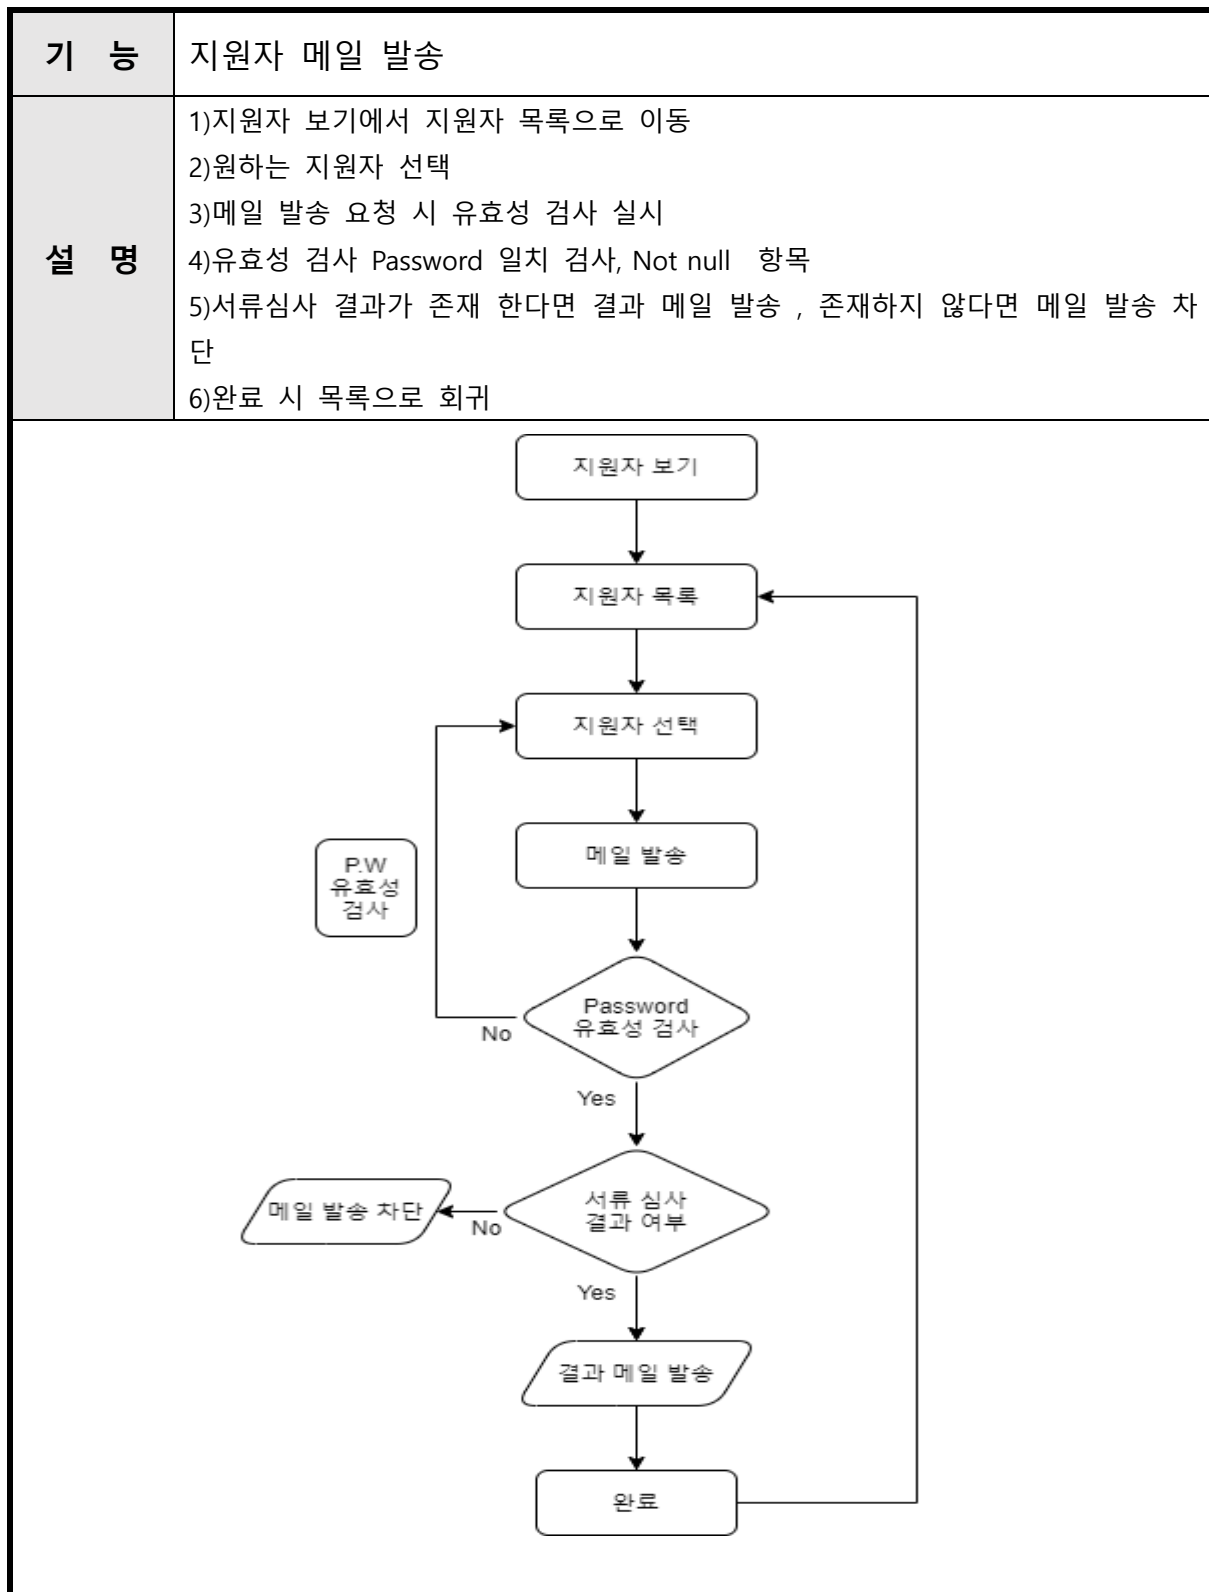 기 능
지원자 메일 발송
설 명
1)지원자 보기에서 지원자 목록으로 이동
2)원하는 지원자 선택
3)메일 발송 요청 시 유효성 검사 실시
4)유효성 검사 Password 일치 검사, Not null 항목
5)서류심사 결과가 존재 한다면 결과 메일 발송 , 존재하지 않다면 메일 발송 차
단
6)완료 시 목록으로 회귀
지원자 보기
지원자 목록
지원자 선택
메일 발송
P.W
유효성
검사
Password
유효성 검사
No
Yes
서류 심사
결과 여부
메일 발송 차단
No
Yes
결과 메일 발송
완료